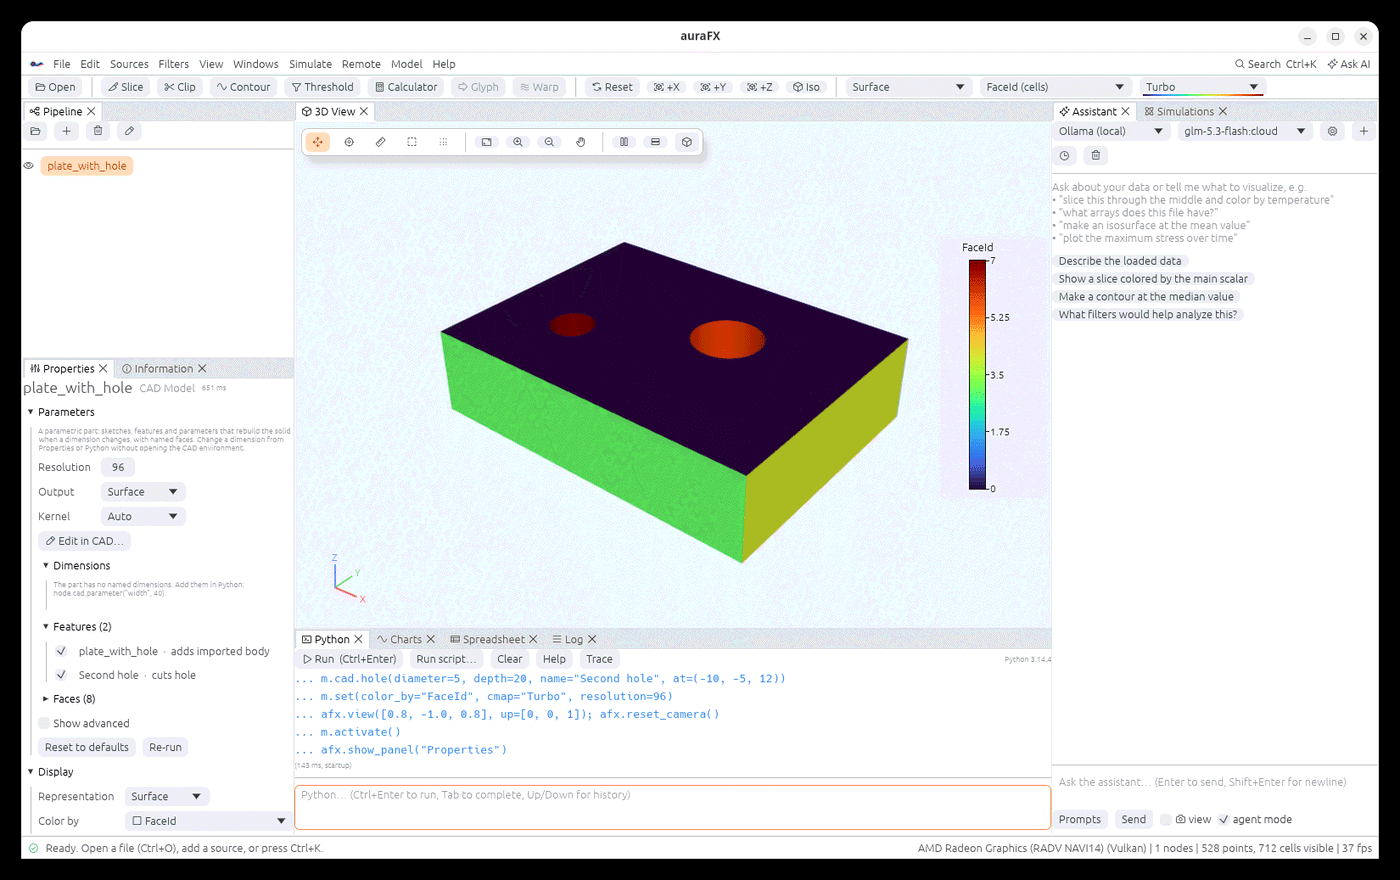 auraFX
File Edit Sources Filters View Windows Simulate Remote Model Help
Search Ctrl+K Ask AI
Open Slice Clip Contour Threshold Calculator Glyph Warp Reset +X +Y +Z Iso Surface FaceId (cells) Turbo
Pipeline
3D View
Assistant Simulations
Ollama (local) glm-5.3-flash:cloud
plate_with_hole
Ask about your data or tell me what to visualize, e.g.
• "slice this through the middle and color by temperature"
• "what arrays does this file have?"
• "make an isosurface at the mean value"
• "plot the maximum stress over time"
Describe the loaded data
Show a slice colored by the main scalar
Make a contour at the median value
What filters would help analyze this?
FaceId
7
5.25
3.5
1.75
0
Z
Y
X
Properties Information
plate_with_hole CAD Model 651 ms
Parameters
A parametric part: sketches, features and parameters that rebuild the solid
when a dimension changes, with named faces. Change a dimension from
Properties or Python without opening the CAD environment.
Resolution 96
Output Surface
Kernel Auto
Edit in CAD...
Dimensions
The part has no named dimensions. Add them in Python:
node.cad.parameter("width", 40).
Features (2)
plate_with_hole · adds imported body
Second hole · cuts hole
Faces (8)
Show advanced
Reset to defaults Re-run
Display
Representation Surface
Color by FaceId
Python Charts Spreadsheet Log
Run (Ctrl+Enter) Run script... Clear Help Trace
Python 3.14.4
... m.cad.hole(diameter=5, depth=20, name="Second hole", at=(-10, -5, 12))
... m.set(color_by="FaceId", cmap="Turbo", resolution=96)
... afx.view([0.8, -1.0, 0.8], up=[0, 0, 1]); afx.reset_camera()
... m.activate()
... afx.show_panel("Properties")
(143 ms, startup)
Python... (Ctrl+Enter to run, Tab to complete, Up/Down for history)
Ask the assistant... (Enter to send, Shift+Enter for newline)
Prompts Send view agent mode
Ready. Open a file (Ctrl+O), add a source, or press Ctrl+K.
AMD Radeon Graphics (RADV NAVI14) (Vulkan) | 1 nodes | 528 points, 712 cells visible | 37 fps